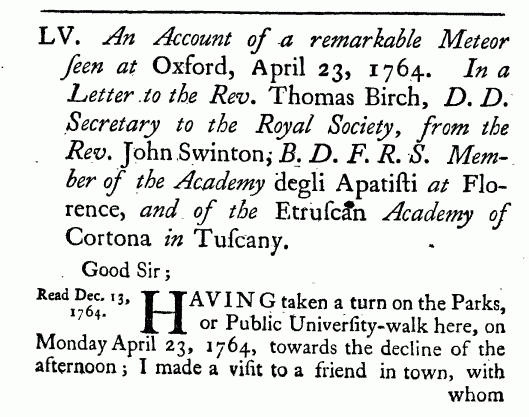 LV. An Account of a remarkable Meteor
ſeen at Oxford, April 23, 1764. In a
Letter to the Rev. Thomas Birch, D. D.
Secretary to the Royal Society, from the
Rev. John Swinton, B. D. F. R. S. Mem-
ber of the Academy degli Apatiſti at Flo-
rence, and of the Etruſcan Academy of
Cortona in Tuſcany.
Good Sir;
Read Dec. 13,
1764.
HAVING taken a turn on the Parks,
or Public Univerſity-walk here, on
Monday April 23, 1764, towards the decline of the
afternoon; I made a viſit to a friend in town, with
whom